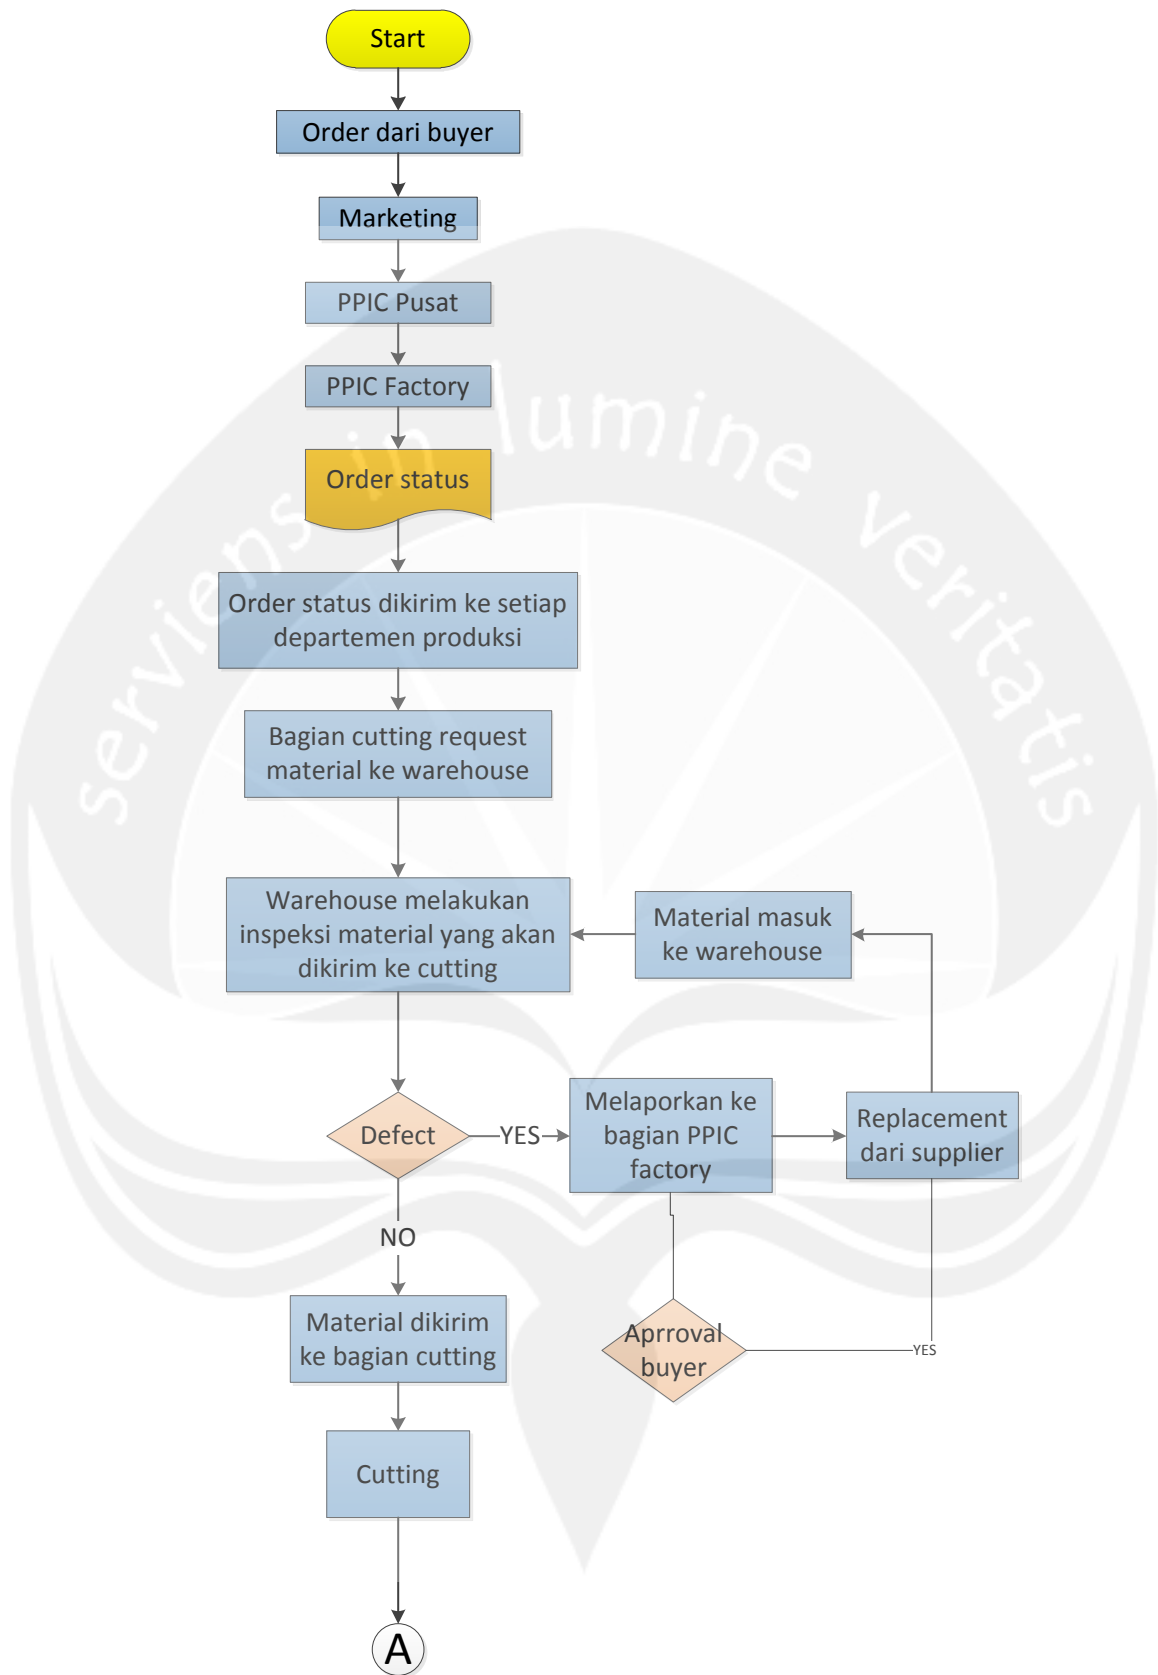 Start
Order dari buyer
Marketing
PPIC Pusat
PPIC Factory
Order status
Order status dikirim ke setiap
departemen produksi
Bagian cutting request
material ke warehouse
Warehouse melakukan
inspeksi material yang akan
dikirim ke cutting
Material masuk
ke warehouse
Defect
YES
Melaporkan ke
bagian PPIC
factory
Replacement
dari supplier
NO
Material dikirim
ke bagian cutting
Aprroval
buyer
YES
Cutting
A
serviens in lumine veritatis